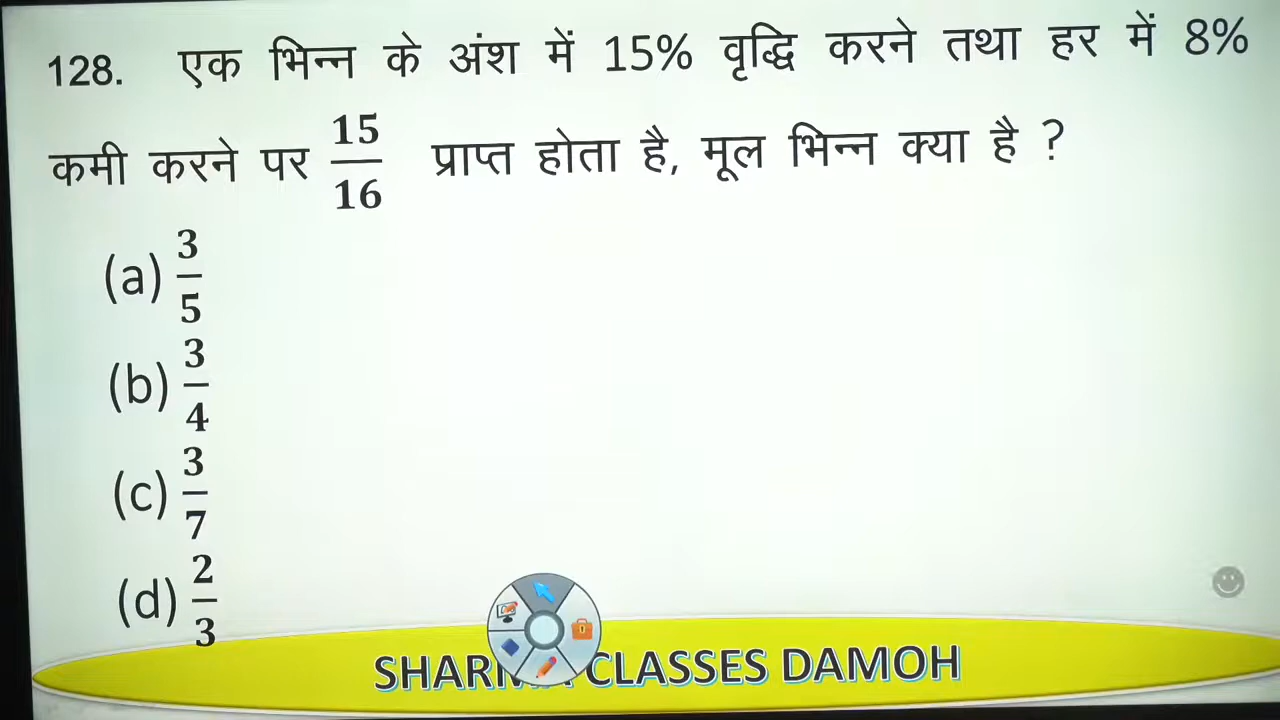 128. एक भिन्न के अंश में 15% वृद्धि करने तथा हर में 8%
कमी करने पर 15/16 प्राप्त होता है, मूल भिन्न क्या है ?
(a) 3/5
(b) 3/4
(c) 3/7
(d) 2/3
CLASSES DAMOH